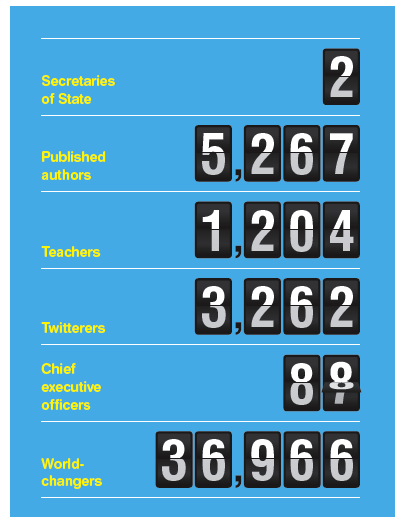 Secretaries
of State
2
Published
authors
5,267
Teachers
1,204
Twitterers
3,262
Chief
executive
officers
World-
changers
36,966